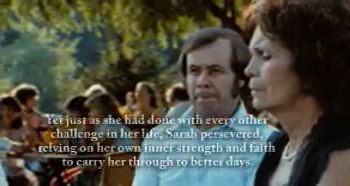 Yet just as she had done with every other
challenge in her life, Sarah persevered,
relying on her own inner strength and faith
to carry her through to better days.